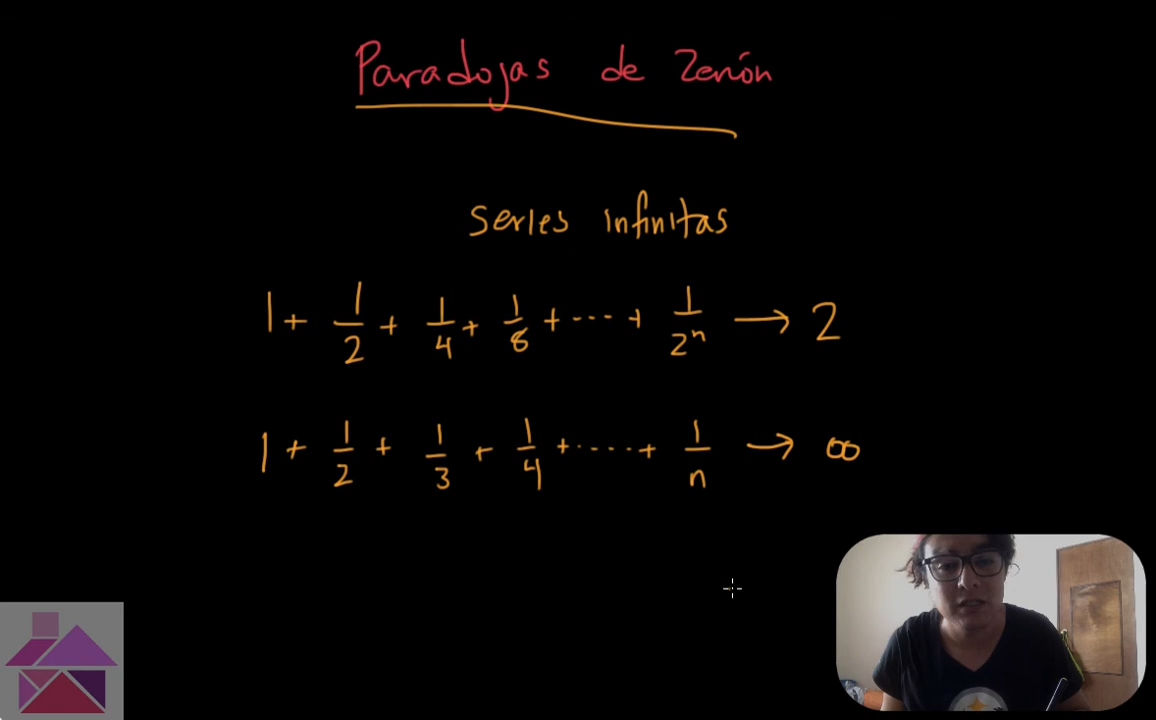 Paradojas de Zenón
series infinitas
1 + 1/2 + 1/4 + 1/8 + ... + 1/2ⁿ → 2
1 + 1/2 + 1/3 + 1/4 + ..... + 1/n → ∞